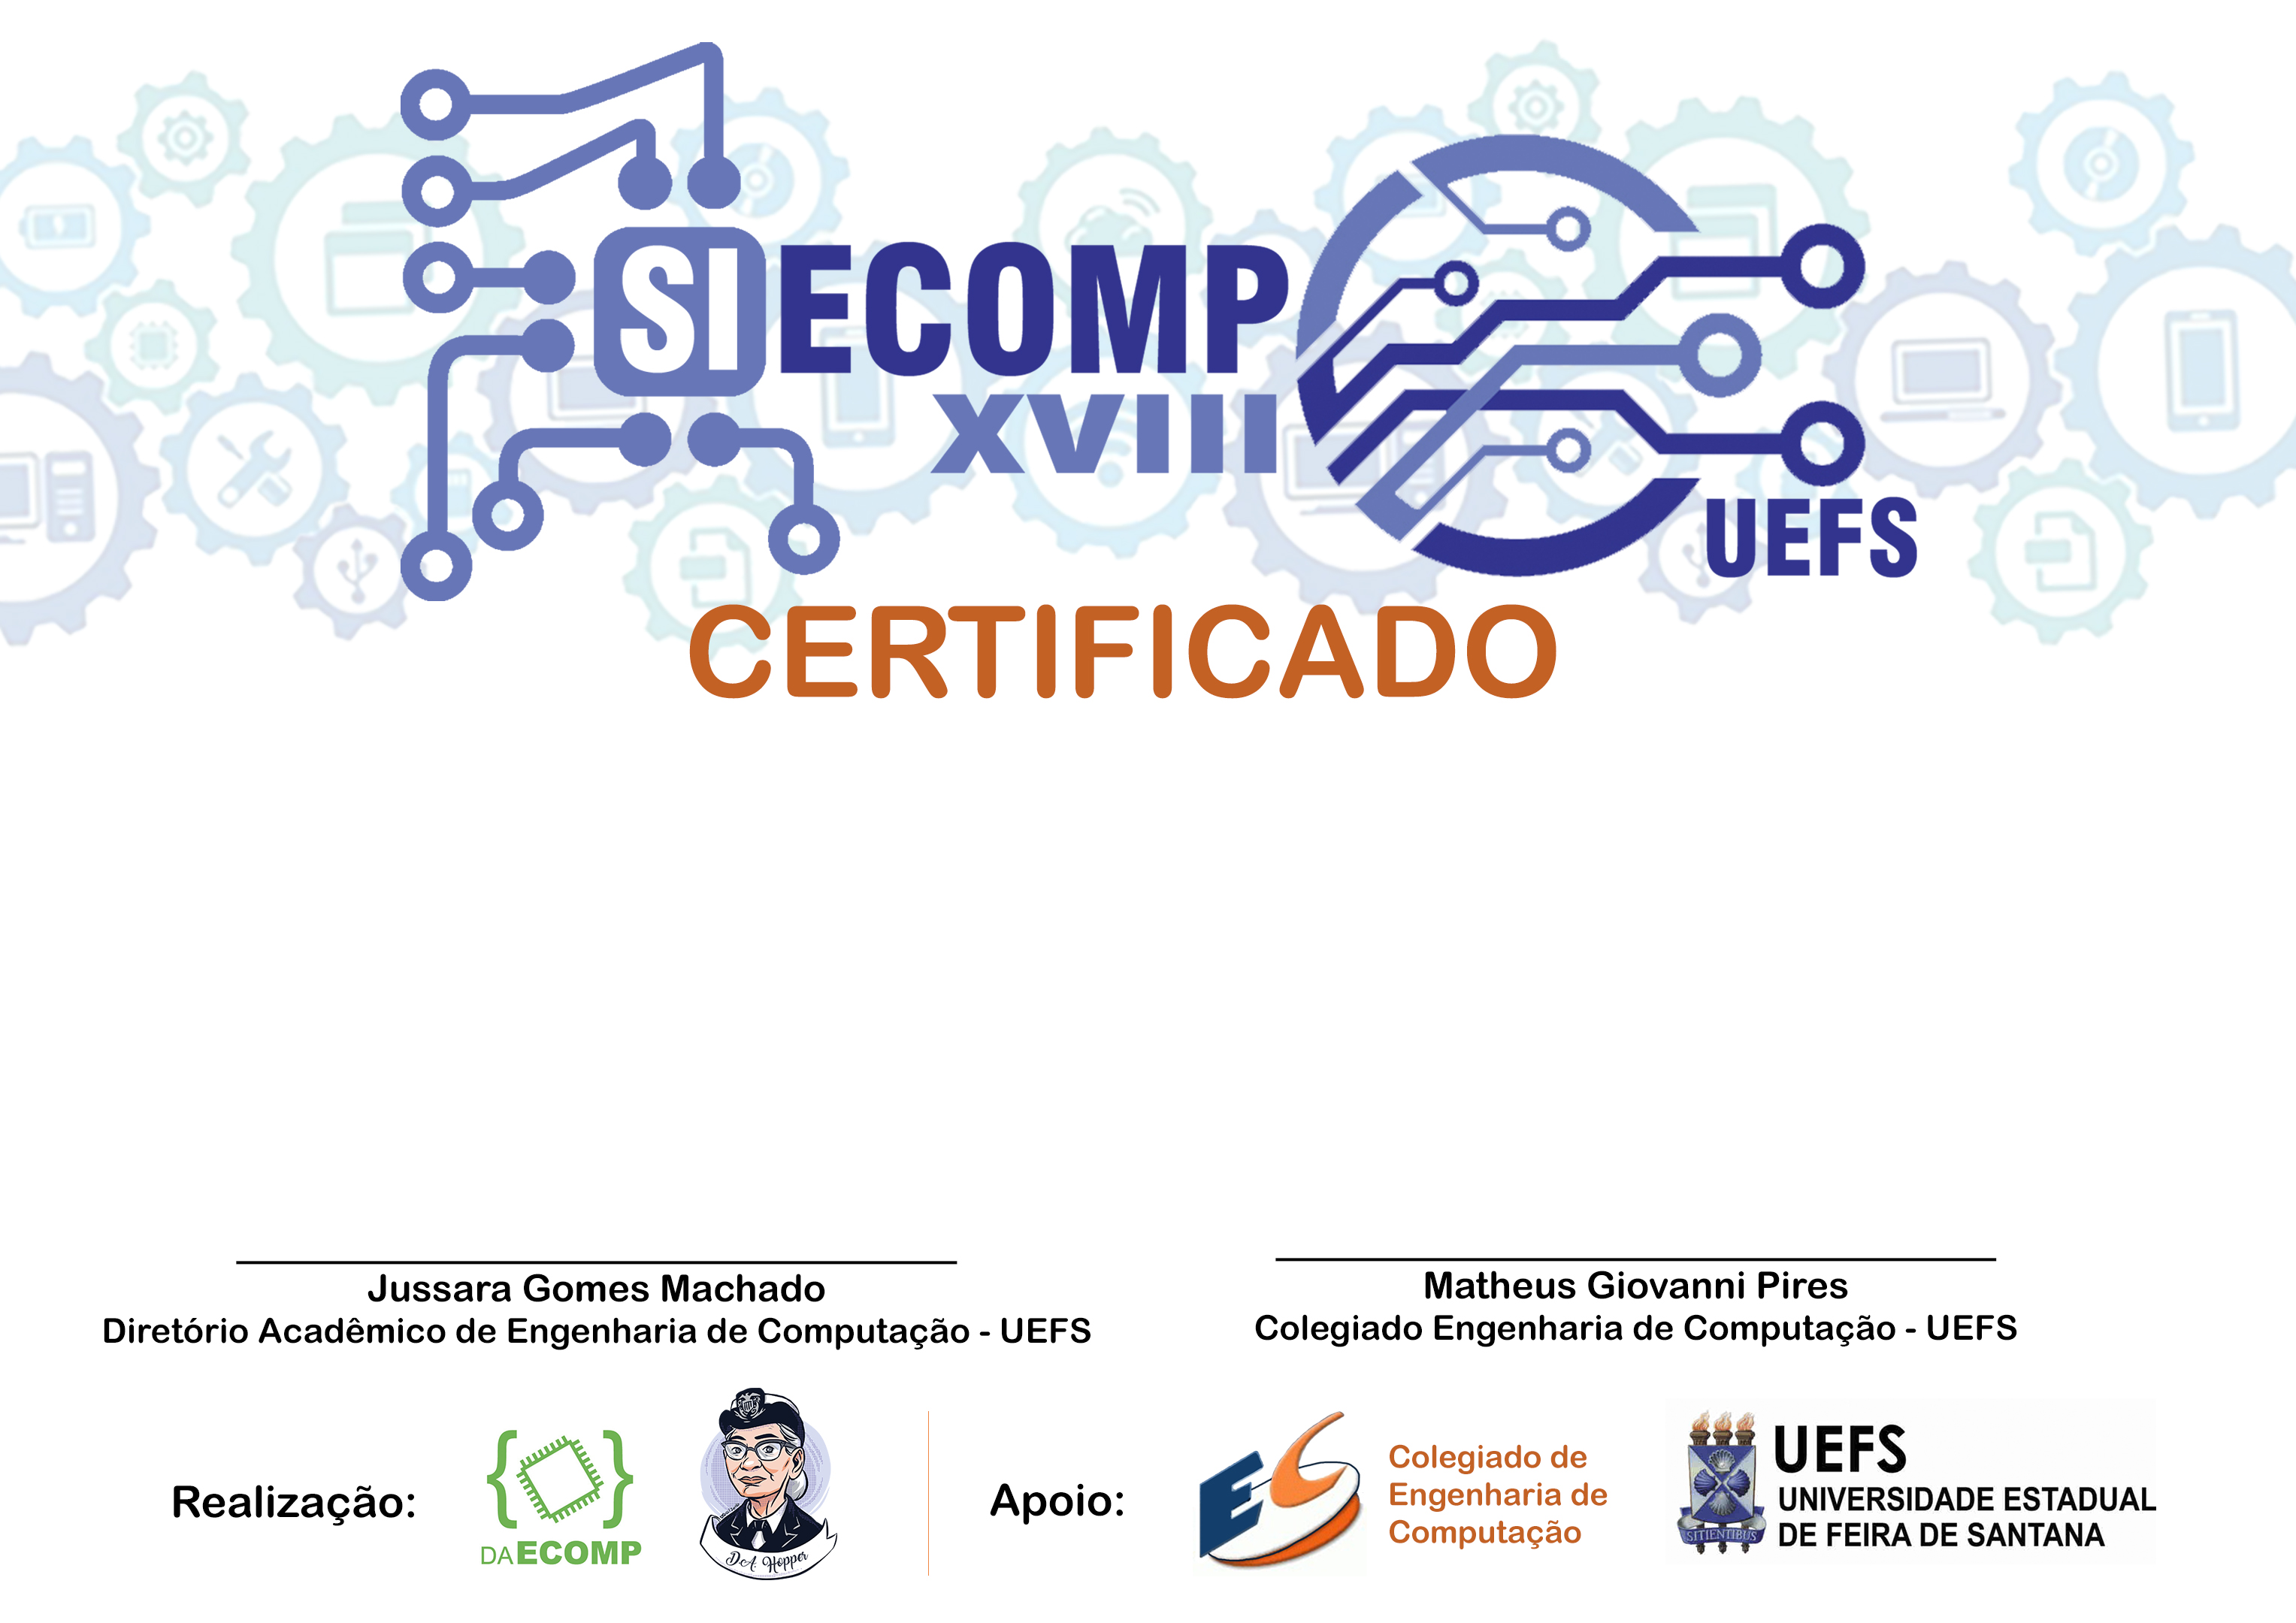 SIECOMP
XVIII
UEFS
CERTIFICADO
Jussara Gomes Machado
Diretório Acadêmico de Engenharia de Computação - UEFS
Matheus Giovanni Pires
Colegiado Engenharia de Computação - UEFS
Realização:
{ }
DAECOMP
D.A. Hopper
Apoio:
EC
Colegiado de
Engenharia de
Computação
SITIENTIBUS
UEFS
UNIVERSIDADE ESTADUAL
DE FEIRA DE SANTANA